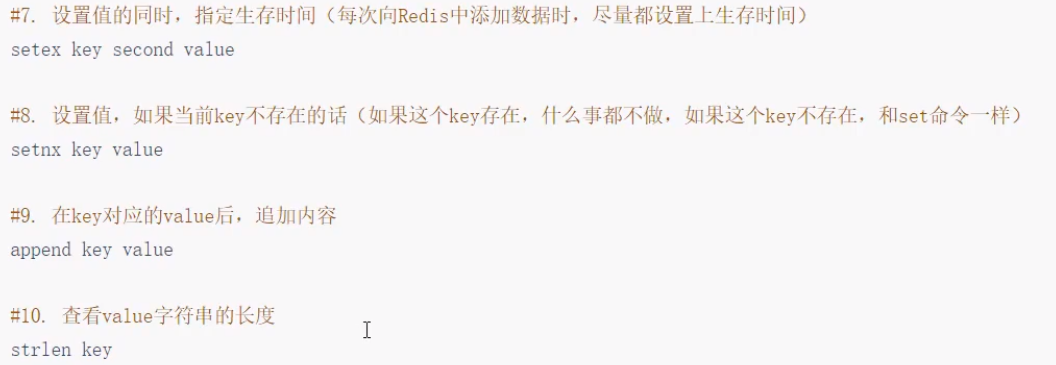 #7. 设置值的同时，指定生存时间（每次向Redis中添加数据时，尽量都设置上生存时间）
setex key second value
#8. 设置值，如果当前key不存在的话（如果这个key存在，什么事都不做，如果这个key不存在，和set命令一样）
setnx key value
#9. 在key对应的value后，追加内容
append key value
#10. 查看value字符串的长度
strlen key